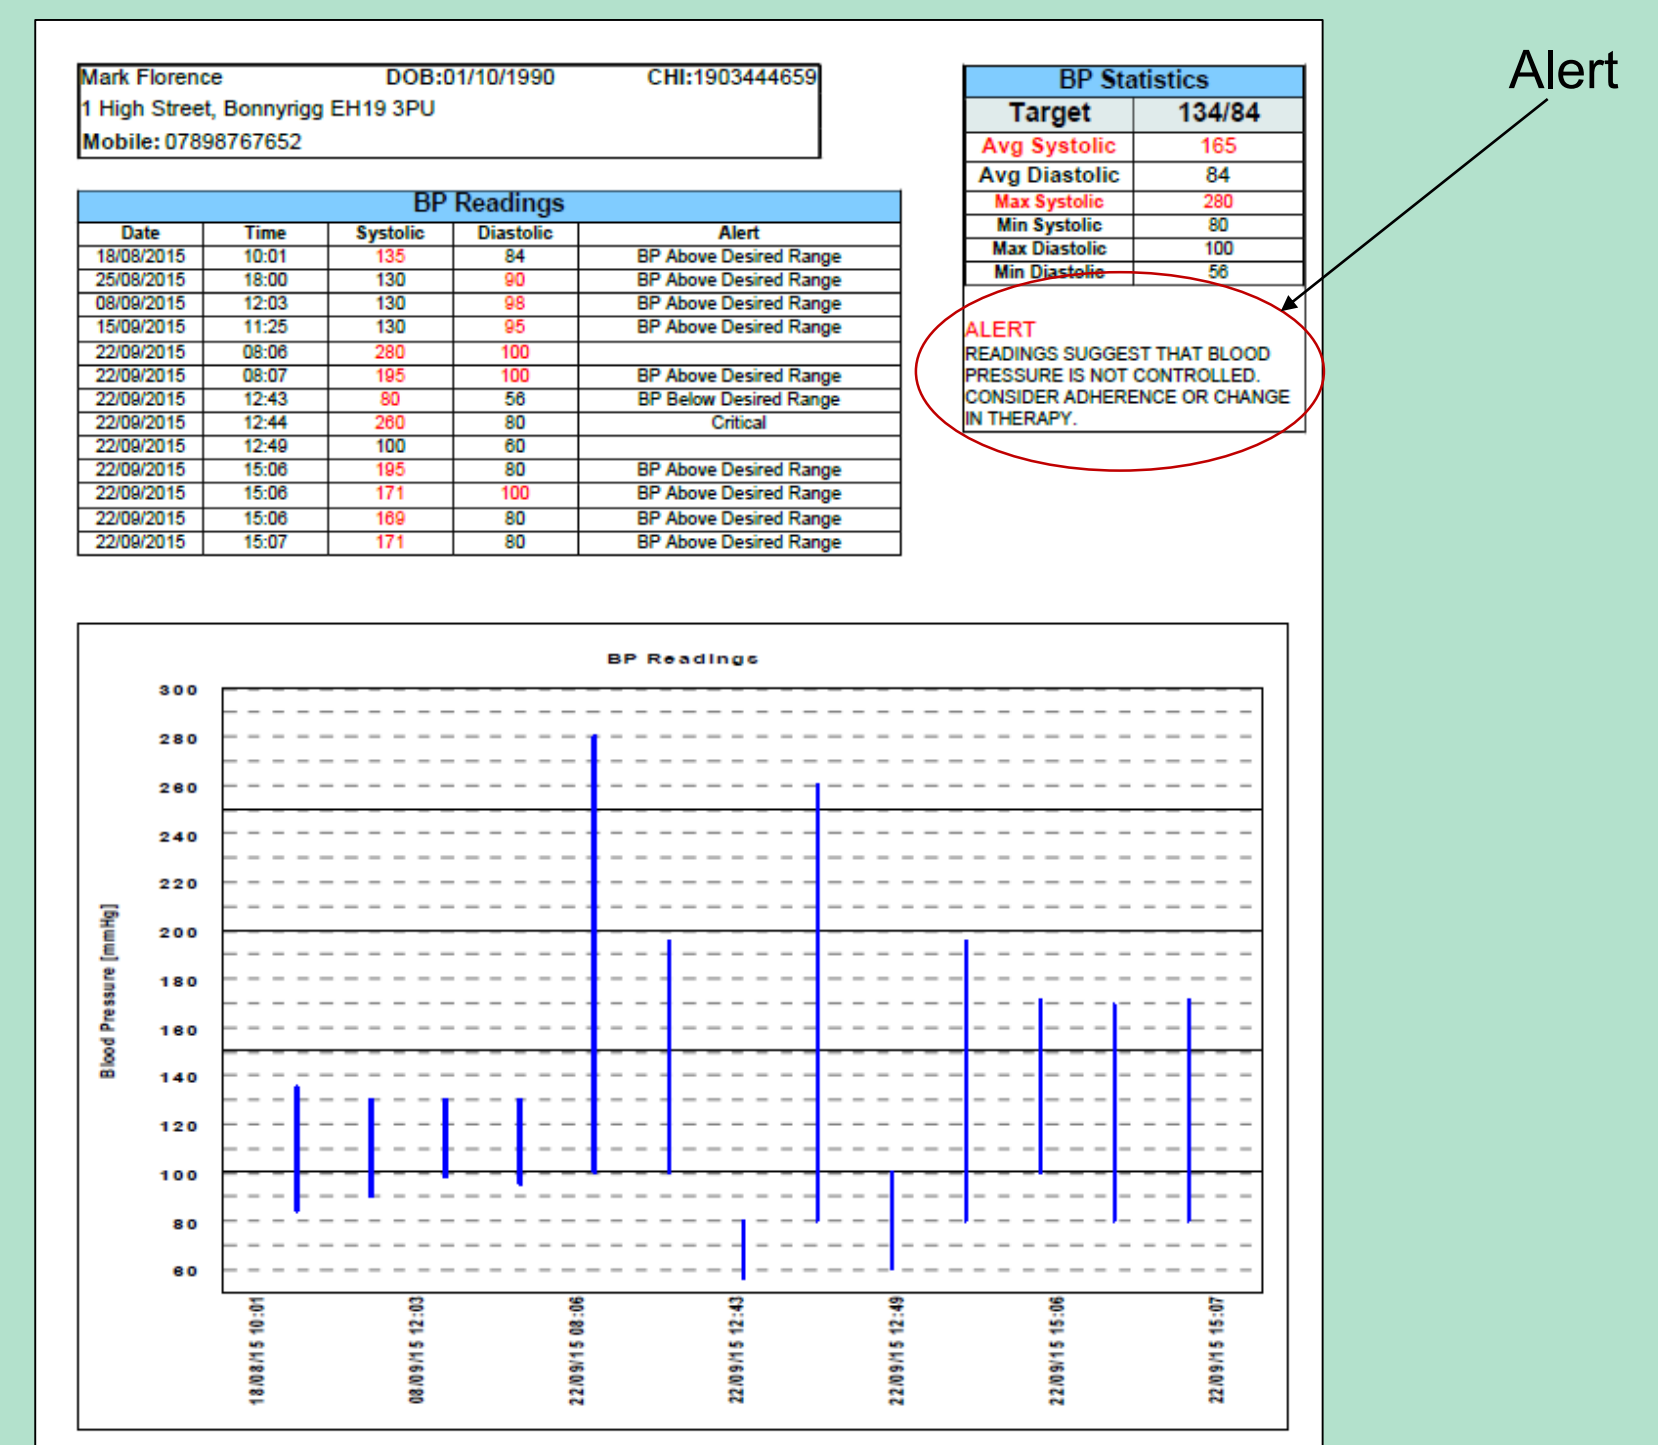 Alert
Mark Florence DOB:01/10/1990 CHI:1903444659
1 High Street, Bonnyrigg EH19 3PU
Mobile: 07898767652
BP Statistics
Target 134/84
Avg Systolic 165
Avg Diastolic 84
Max Systolic 280
Min Systolic 80
Max Diastolic 100
Min Diastolic 56
ALERT
READINGS SUGGEST THAT BLOOD
PRESSURE IS NOT CONTROLLED.
CONSIDER ADHERENCE OR CHANGE
IN THERAPY.
BP Readings
Date Time Systolic Diastolic Alert
18/08/2015 10:01 135 84 BP Above Desired Range
25/08/2015 18:00 130 90 BP Above Desired Range
08/09/2015 12:03 130 98 BP Above Desired Range
15/09/2015 11:25 130 95 BP Above Desired Range
22/09/2015 08:06 280 100
22/09/2015 08:07 195 100 BP Above Desired Range
22/09/2015 12:43 80 56 BP Below Desired Range
22/09/2015 12:44 260 80 Critical
22/09/2015 12:49 100 60
22/09/2015 15:06 195 80 BP Above Desired Range
22/09/2015 15:06 171 100 BP Above Desired Range
22/09/2015 15:06 169 80 BP Above Desired Range
22/09/2015 15:07 171 80 BP Above Desired Range
BP Readings
Blood Pressure [mmHg]
300
280
260
240
220
200
180
160
140
120
100
80
60
18/08/15 10:01
08/09/15 12:03
22/09/15 08:06
22/09/15 12:43
22/09/15 12:49
22/09/15 15:06
22/09/15 15:07